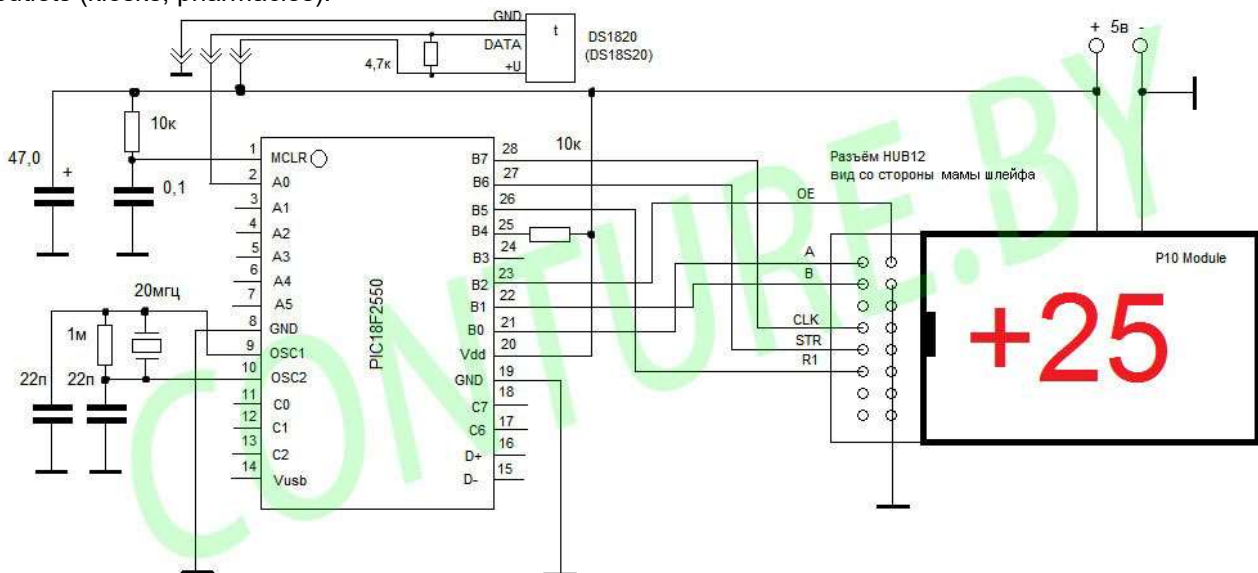 GND
t
DS1820
(DS18S20)
DATA
+U
4,7к
+ 5в -
10к
47,0
+
0,1
1
2
3
4
5
6
7
8
9
10
11
12
13
14
MCLR
A0
A1
A2
A3
A4
A5
GND
OSC1
OSC2
C0
C1
C2
Vusb
PIC18F2550
B7
B6
B5
B4
B3
B2
B1
B0
Vdd
GND
C7
C6
D+
D-
28
27
26
25
24
23
22
21
20
19
18
17
16
15
10к
20мгц
1м
22п
22п
Разъём HUB12
вид со стороны мамы шлейфа
OE
A
B
CLK
STR
R1
P10 Module
+25
CONTURE.BY